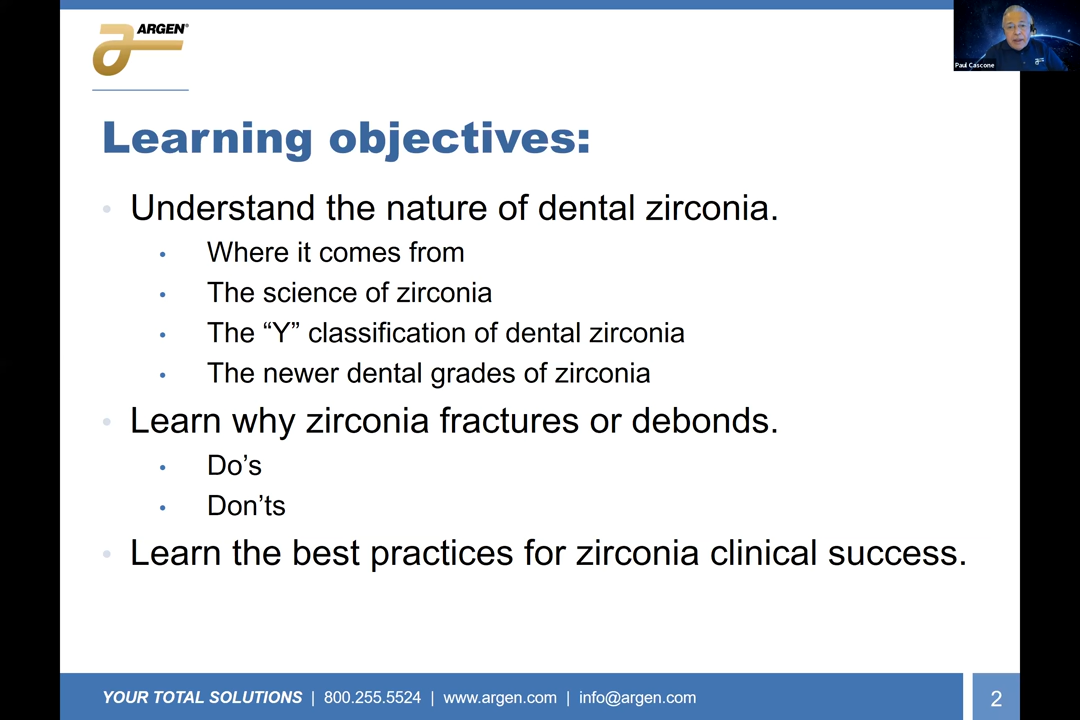 ARGEN®
Paul Cascone
Learning objectives:
• Understand the nature of dental zirconia.
• Where it comes from
• The science of zirconia
• The “Y” classification of dental zirconia
• The newer dental grades of zirconia
• Learn why zirconia fractures or debonds.
• Do’s
• Don’ts
• Learn the best practices for zirconia clinical success.
YOUR TOTAL SOLUTIONS | 800.255.5524 | www.argen.com | info@argen.com
2